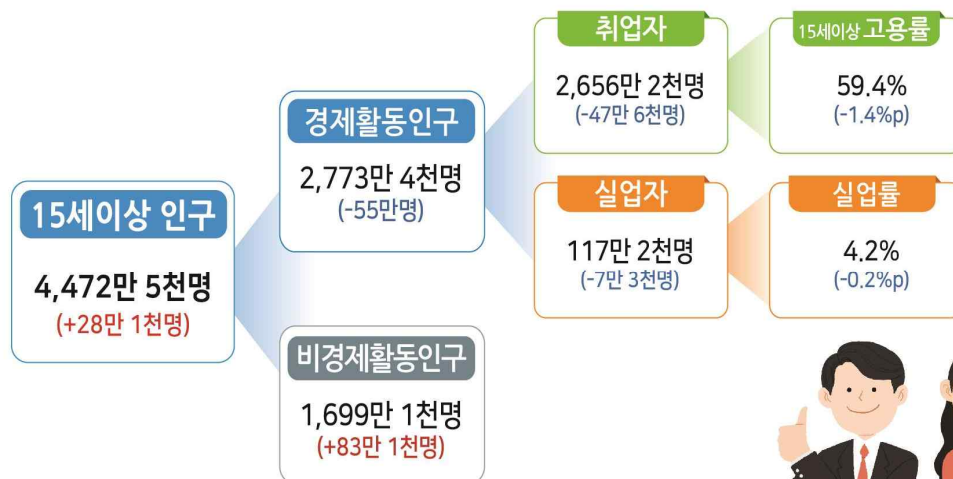 15세이상 인구
4,472만 5천명
(+28만 1천명)
경제활동인구
2,773만 4천명
(-55만명)
비경제활동인구
1,699만 1천명
(+83만 1천명)
취업자
2,656만 2천명
(-47만 6천명)
15세이상 고용률
59.4%
(-1.4%p)
실업자
117만 2천명
(-7만 3천명)
실업률
4.2%
(-0.2%p)